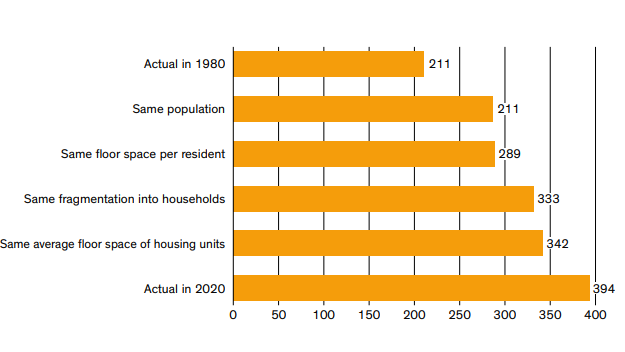 Actual in 1980 211
Same population 211
Same floor space per resident 289
Same fragmentation into households 333
Same average floor space of housing units 342
Actual in 2020 394
0 50 100 150 200 250 300 350 400